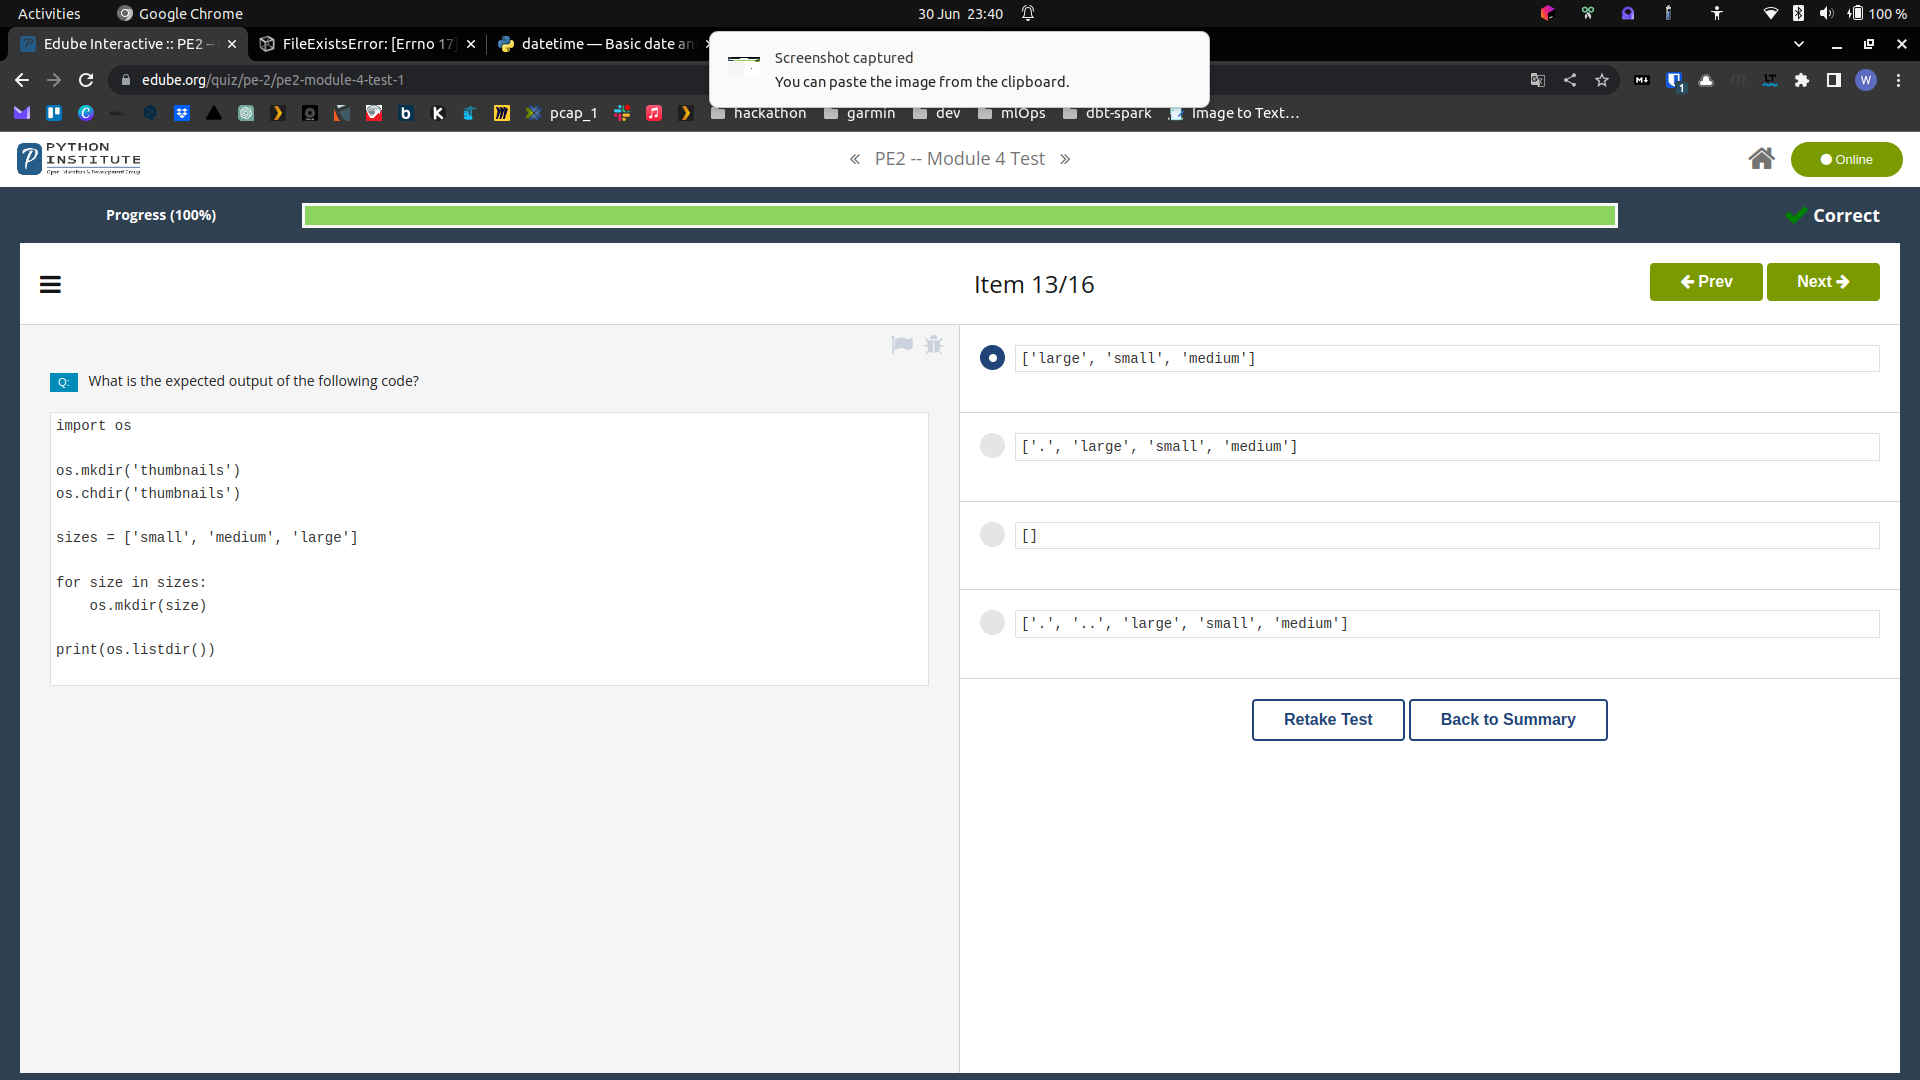 Activities
Google Chrome
30 Jun 23:40
100 %
Edube Interactive :: PE2 –
FileExistsError: [Errno 17]
datetime — Basic date an
Screenshot captured
You can paste the image from the clipboard.
edube.org/quiz/pe-2/pe2-module-4-test-1
pcap_1
hackathon
garmin
dev
mlOps
dbt-spark
Image to Text…
PYTHON
INSTITUTE
Open Education & Development Group
« PE2 -- Module 4 Test »
Online
Progress (100%)
Correct
Item 13/16
Prev
Next
Q: What is the expected output of the following code?
import os
os.mkdir('thumbnails')
os.chdir('thumbnails')
sizes = ['small', 'medium', 'large']
for size in sizes:
    os.mkdir(size)
print(os.listdir())
['large', 'small', 'medium']
['.', 'large', 'small', 'medium']
[]
['.', '..', 'large', 'small', 'medium']
Retake Test
Back to Summary